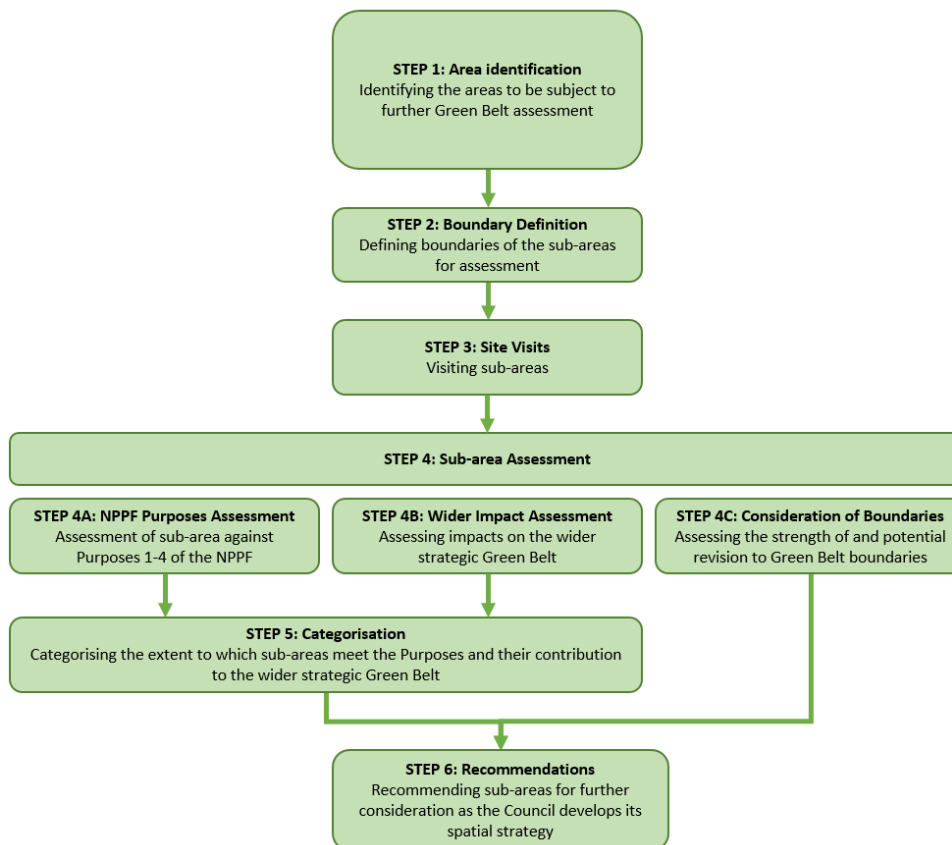 STEP 1: Area identification
Identifying the areas to be subject to
further Green Belt assessment
STEP 2: Boundary Definition
Defining boundaries of the sub-areas
for assessment
STEP 3: Site Visits
Visiting sub-areas
STEP 4: Sub-area Assessment
STEP 4A: NPPF Purposes Assessment
Assessment of sub-area against
Purposes 1-4 of the NPPF
STEP 4B: Wider Impact Assessment
Assessing impacts on the wider
strategic Green Belt
STEP 4C: Consideration of Boundaries
Assessing the strength of and potential
revision to Green Belt boundaries
STEP 5: Categorisation
Categorising the extent to which sub-areas meet the Purposes and their contribution
to the wider strategic Green Belt
STEP 6: Recommendations
Recommending sub-areas for further
consideration as the Council develops its
spatial strategy